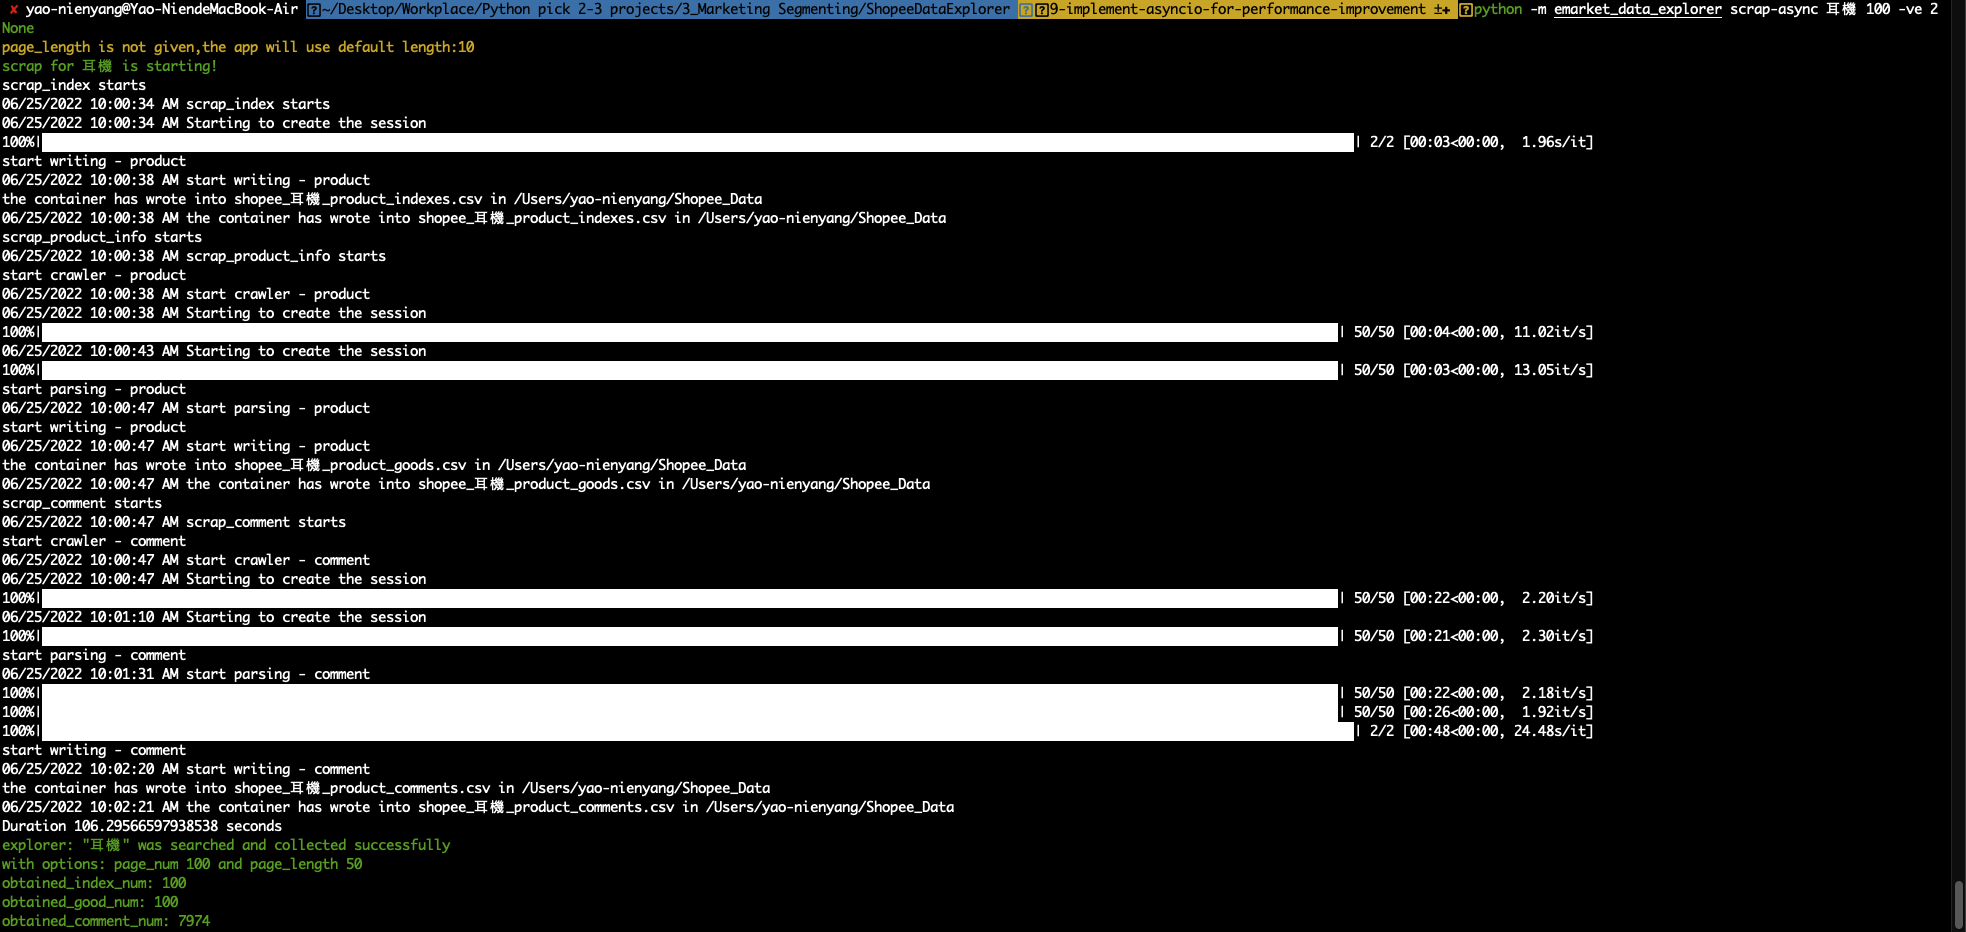 ✘ yao-nienyang@Yao-NiendeMacBook-Air ~/Desktop/Workplace/Python pick 2-3 projects/3_Marketing Segmenting/ShopeeDataExplorer 9-implement-asyncio-for-performance-improvement ±✚ python -m emarket_data_explorer scrap-async 耳機 100 -ve 2
None
page_length is not given,the app will use default length:10
scrap for 耳機 is starting!
scrap_index starts
06/25/2022 10:00:34 AM scrap_index starts
06/25/2022 10:00:34 AM Starting to create the session
100%| | 2/2 [00:03<00:00,  1.96s/it]
start writing - product
06/25/2022 10:00:38 AM start writing - product
the container has wrote into shopee_耳機_product_indexes.csv in /Users/yao-nienyang/Shopee_Data
06/25/2022 10:00:38 AM the container has wrote into shopee_耳機_product_indexes.csv in /Users/yao-nienyang/Shopee_Data
scrap_product_info starts
06/25/2022 10:00:38 AM scrap_product_info starts
start crawler - product
06/25/2022 10:00:38 AM start crawler - product
06/25/2022 10:00:38 AM Starting to create the session
100%| | 50/50 [00:04<00:00, 11.02it/s]
06/25/2022 10:00:43 AM Starting to create the session
100%| | 50/50 [00:03<00:00, 13.05it/s]
start parsing - product
06/25/2022 10:00:47 AM start parsing - product
start writing - product
06/25/2022 10:00:47 AM start writing - product
the container has wrote into shopee_耳機_product_goods.csv in /Users/yao-nienyang/Shopee_Data
06/25/2022 10:00:47 AM the container has wrote into shopee_耳機_product_goods.csv in /Users/yao-nienyang/Shopee_Data
scrap_comment starts
06/25/2022 10:00:47 AM scrap_comment starts
start crawler - comment
06/25/2022 10:00:47 AM start crawler - comment
06/25/2022 10:00:47 AM Starting to create the session
100%| | 50/50 [00:22<00:00,  2.20it/s]
06/25/2022 10:01:10 AM Starting to create the session
100%| | 50/50 [00:21<00:00,  2.30it/s]
start parsing - comment
06/25/2022 10:01:31 AM start parsing - comment
100%| | 50/50 [00:22<00:00,  2.18it/s]
100%| | 50/50 [00:26<00:00,  1.92it/s]
100%| | 2/2 [00:48<00:00, 24.48s/it]
start writing - comment
06/25/2022 10:02:20 AM start writing - comment
the container has wrote into shopee_耳機_product_comments.csv in /Users/yao-nienyang/Shopee_Data
06/25/2022 10:02:21 AM the container has wrote into shopee_耳機_product_comments.csv in /Users/yao-nienyang/Shopee_Data
Duration 106.29566597938538 seconds
explorer: "耳機" was searched and collected successfully
with options: page_num 100 and page_length 50
obtained_index_num: 100
obtained_good_num: 100
obtained_comment_num: 7974